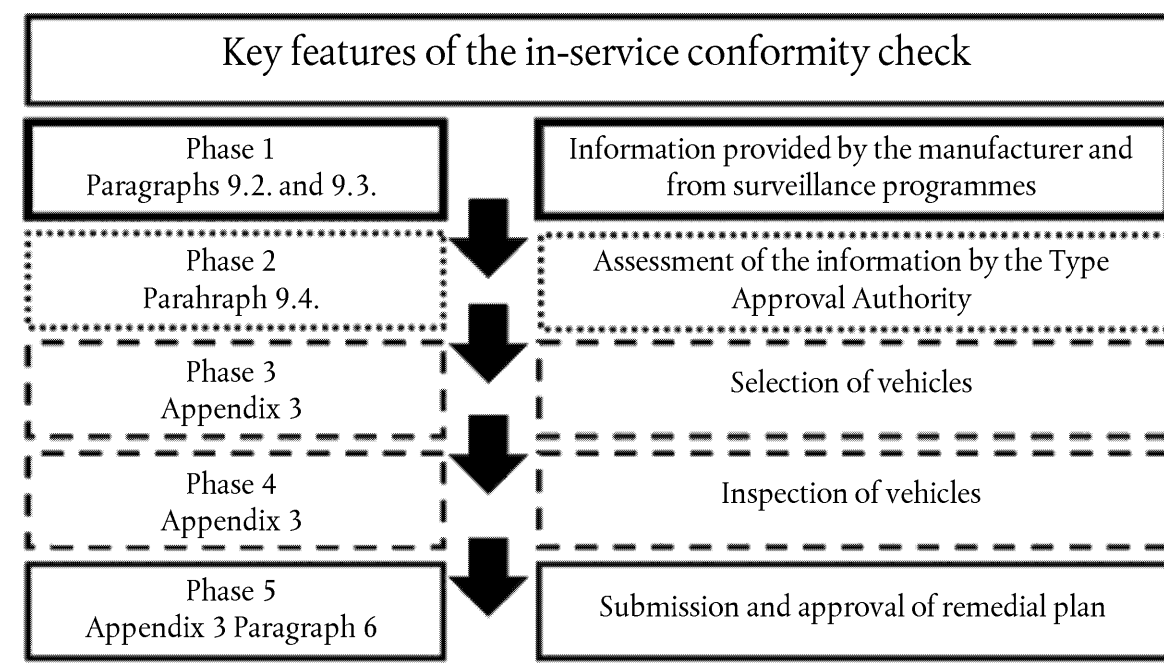 Key features of the in-service conformity check
Phase 1
Paragraphs 9.2. and 9.3.
Information provided by the manufacturer and
from surveillance programmes
Phase 2
Parahraph 9.4.
Assessment of the information by the Type
Approval Authority
Phase 3
Appendix 3
Selection of vehicles
Phase 4
Appendix 3
Inspection of vehicles
Phase 5
Appendix 3 Paragraph 6
Submission and approval of remedial plan